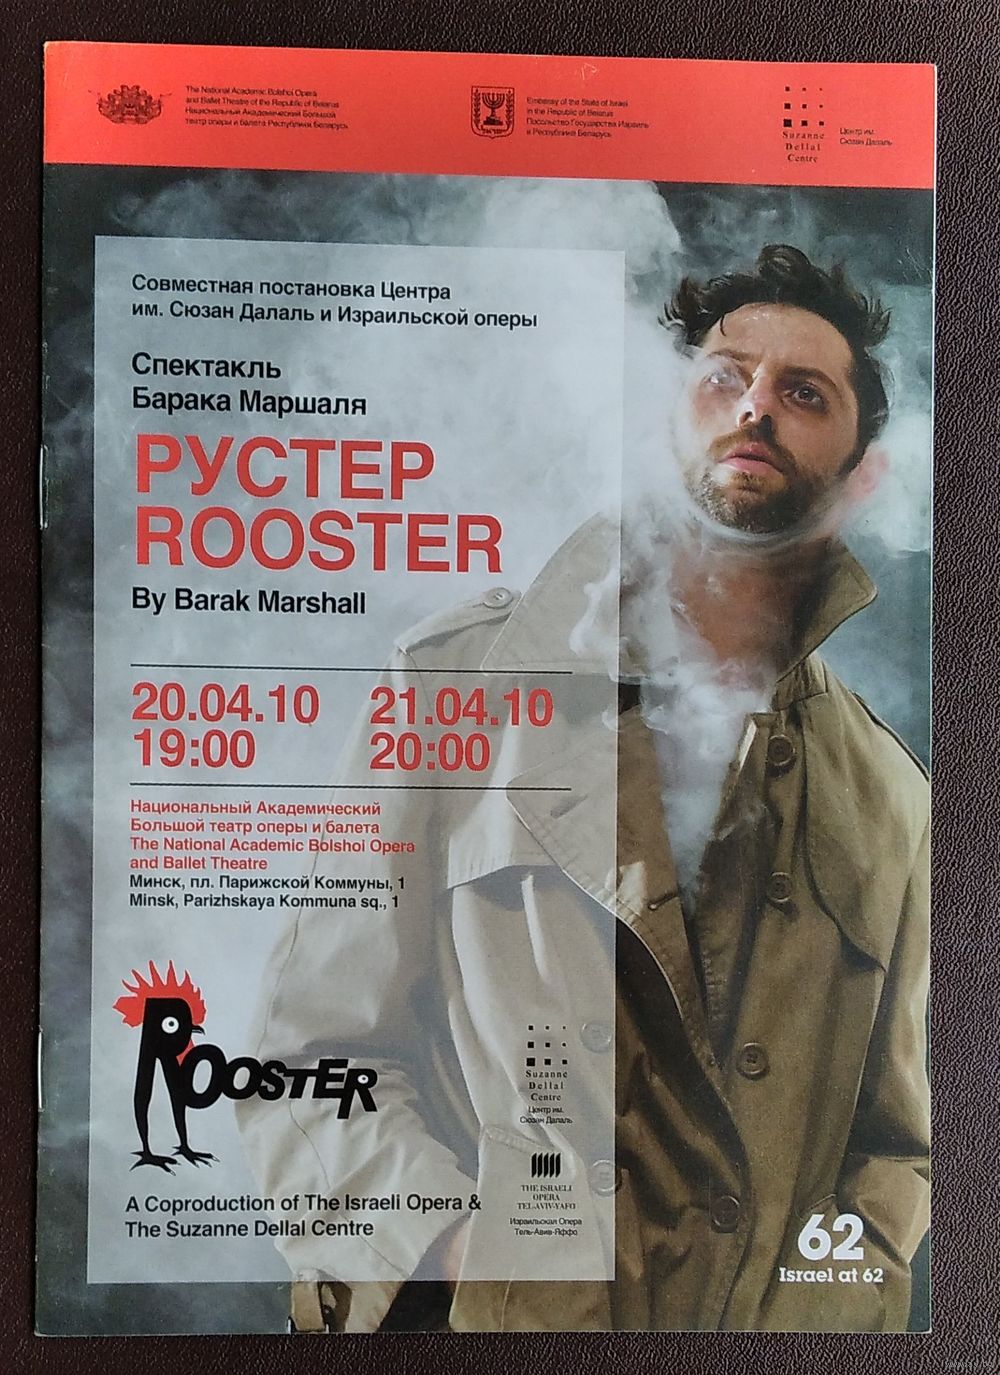 The National Academic Bolshoi Opera
and Ballet Theatre of the Republic of Belarus
Национальный Академический Большой
театр оперы и балета Республики Беларусь
Embassy of the State of Israel
in the Republic of Belarus
Посольство Государства Израиль
в Республике Беларусь
Suzanne
Dellal
Centre
Центр им.
Сюзан Далаль
Совместная постановка Центра
им. Сюзан Далаль и Израильской оперы
Спектакль
Барака Маршаля
РУСТЕР
ROOSTER
By Barak Marshall
20.04.10 21.04.10
19:00 20:00
Национальный Академический
Большой театр оперы и балета
The National Academic Bolshoi Opera
and Ballet Theatre
Минск, пл. Парижской Коммуны, 1
Minsk, Parizhskaya Kommuna sq., 1
ROOSTER
Suzanne
Dellal
Centre
Центр им.
Сюзан Далаль
THE ISRAELI
OPERA
TEL-AVIV-YAFO
Израильская Опера
Тель-Авив-Яффо
A Coproduction of The Israeli Opera &
The Suzanne Dellal Centre
62
Israel at 62